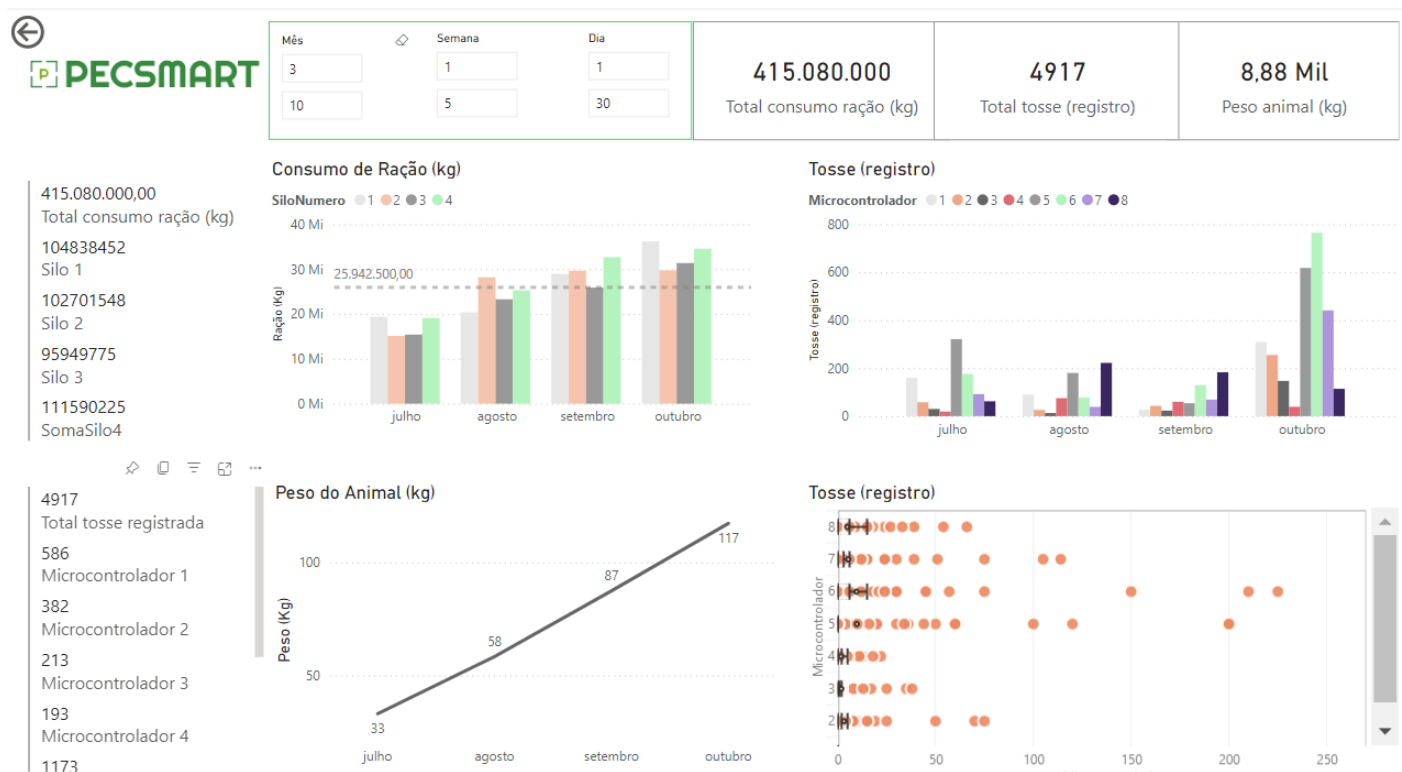 PECSMART
Mês
Semana
Dia
3
1
1
10
5
30
415.080.000
Total consumo ração (kg)
4917
Total tosse (registro)
8,88 Mil
Peso animal (kg)
415.080.000,00
Total consumo ração (kg)
104838452
Silo 1
102701548
Silo 2
95949775
Silo 3
111590225
SomaSilo4
Consumo de Ração (kg)
SiloNumero 1 2 3 4
Ração (Kg)
40 Mi
30 Mi
20 Mi
10 Mi
0 Mi
25.942.500,00
julho agosto setembro outubro
Tosse (registro)
Microcontrolador 1 2 3 4 5 6 7 8
Tosse (registro)
800
600
400
200
0
julho agosto setembro outubro
4917
Total tosse registrada
586
Microcontrolador 1
382
Microcontrolador 2
213
Microcontrolador 3
193
Microcontrolador 4
1173
Peso do Animal (kg)
Peso (Kg)
100
50
33
58
87
117
julho agosto setembro outubro
Tosse (registro)
Microcontrolador
8
7
6
5
4
3
2
0 50 100 150 200 250